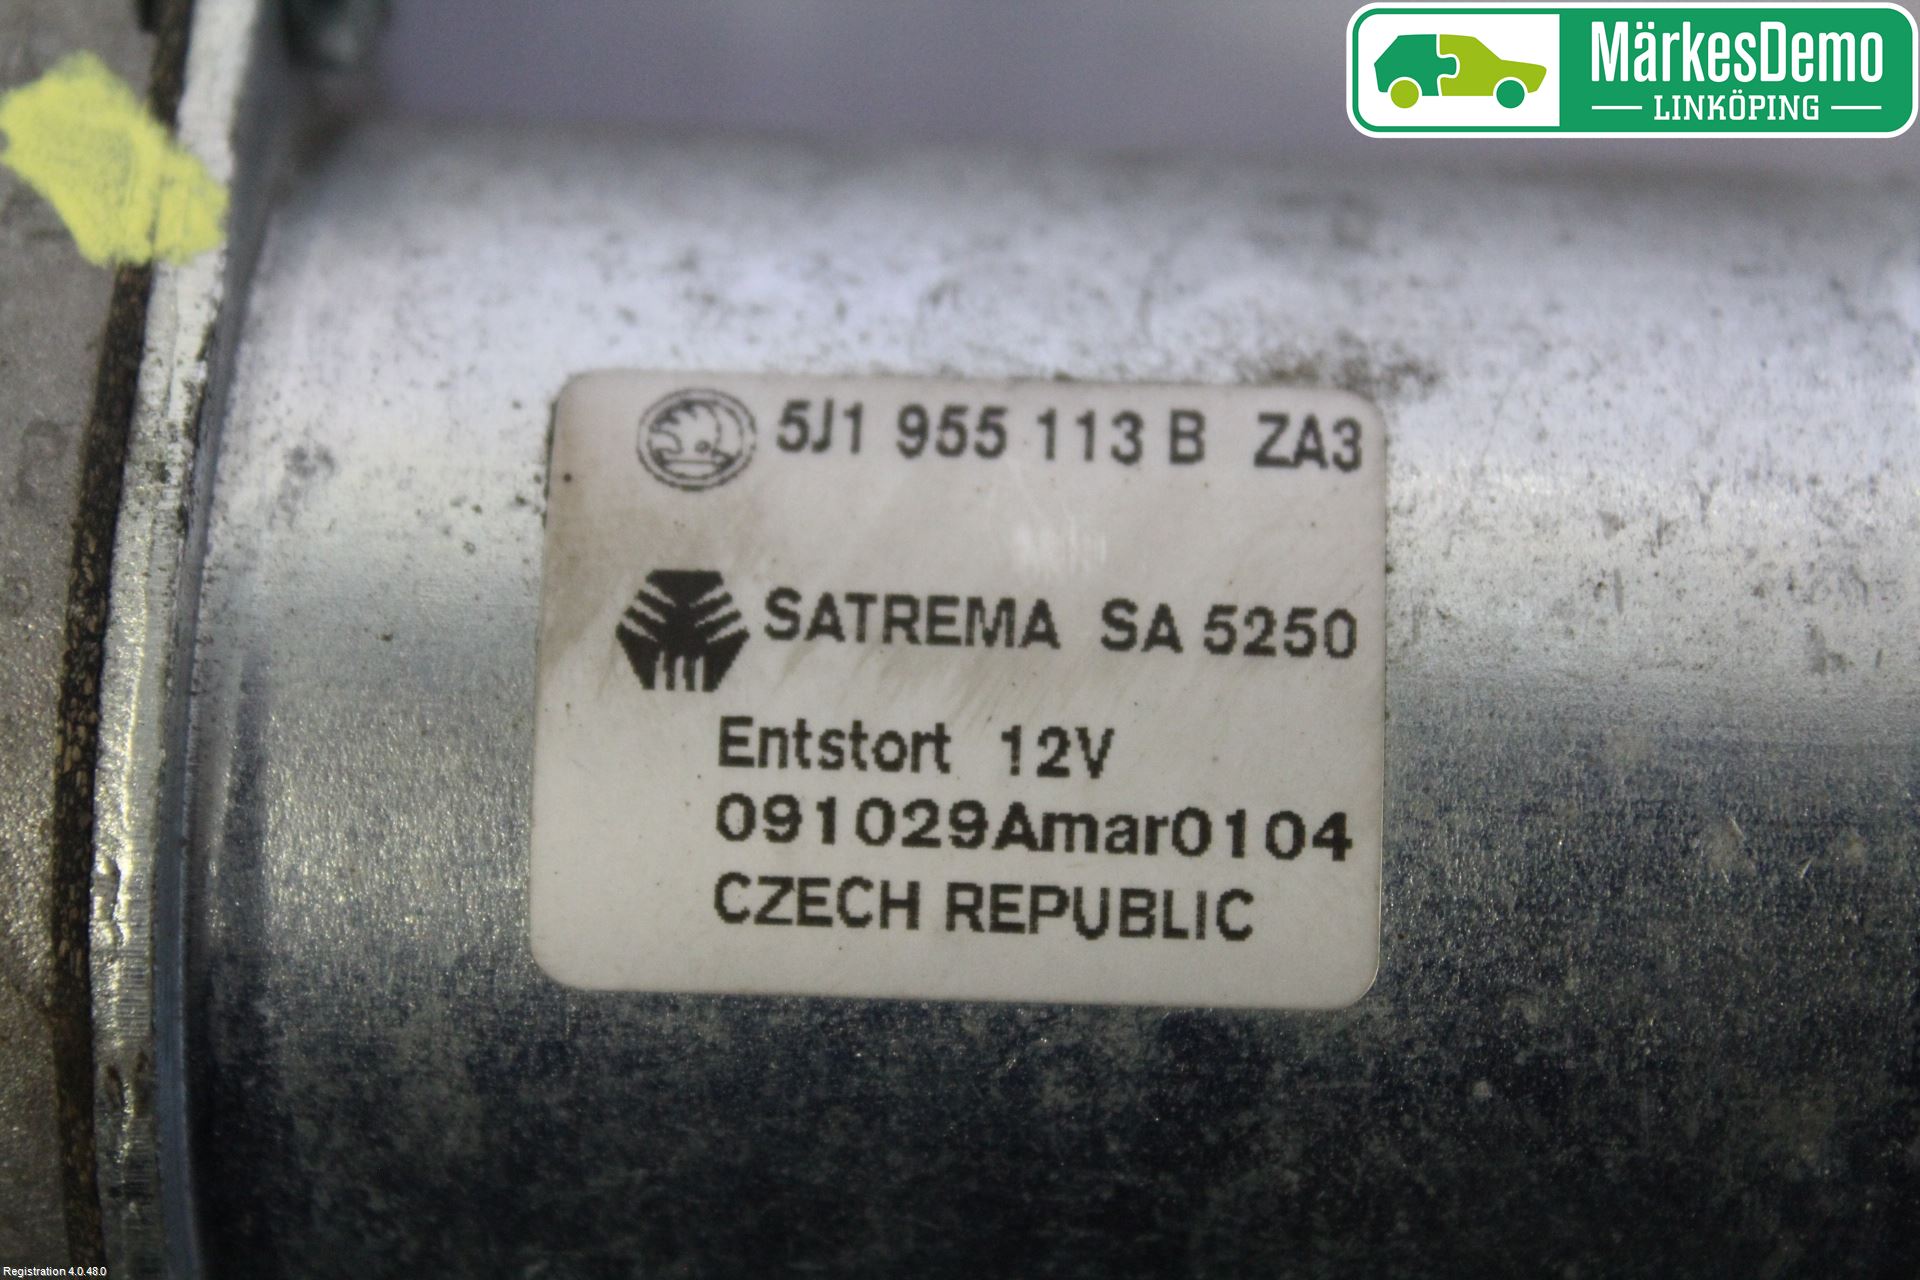 MärkesDemo
LINKÖPING
5J1 955 113 B ZA3
SATREMA SA 5250
Entstort 12V
091029Amar0104
CZECH REPUBLIC
Registration 4.0.48.0